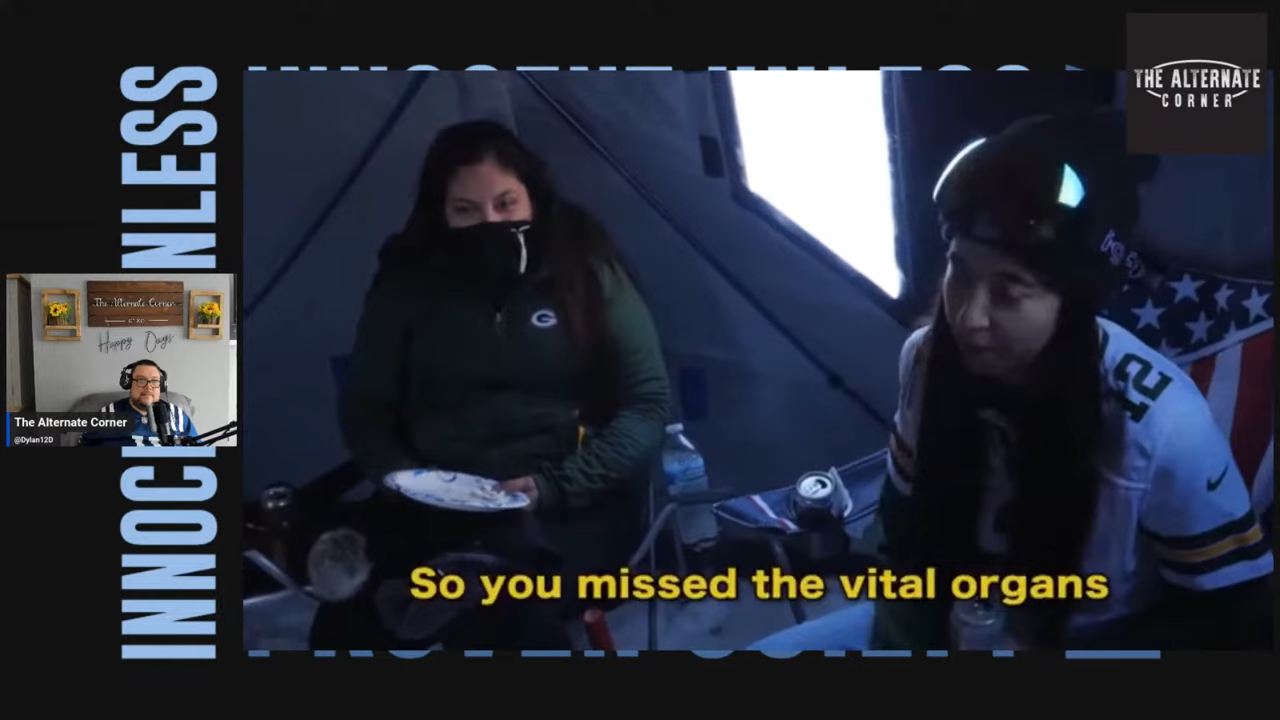 THE ALTERNATE
CORNER
INNOCENT UNLESS
The Alternate Corner
Happy Days
The Alternate Corner
@Dylan12D
G
12
So you missed the vital organs